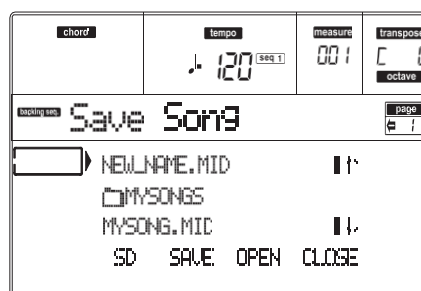 chord tempo measure transpose
120 seq 1 001 C
octave
backing seq. Save Song page
1
NEW_NAME.MID
MYSONGS
MYSONG.MID
SD SAVE OPEN CLOSE